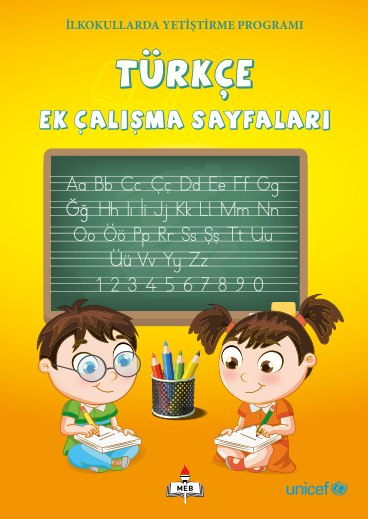 İLKOKULLARDA YETİŞTİRME PROGRAMI
TÜRKÇE
EK ÇALIŞMA SAYFALARI
Aa Bb Cc Çç Dd Ee Ff Gg
Ğğ Hh Iı İi Jj Kk Ll Mm Nn
Oo Öö Pp Rr Ss Şş Tt Uu
Üü Vv Yy Zz
1 2 3 4 5 6 7 8 9 0
MEB
unicef